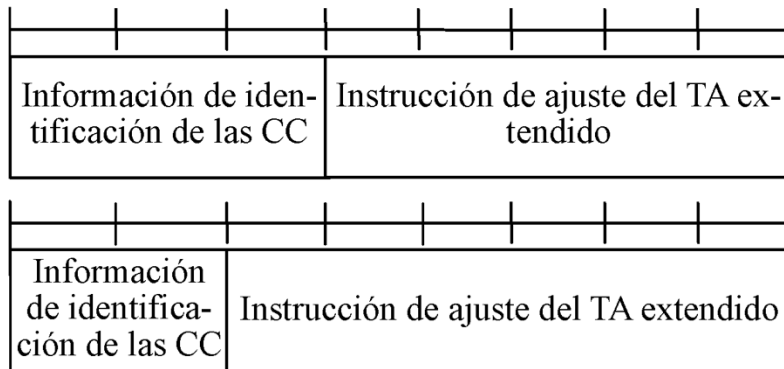 Información de iden-
tificación de las CC
Instrucción de ajuste del TA ex-
tendido
Información
de identifica-
ción de las CC
Instrucción de ajuste del TA extendido